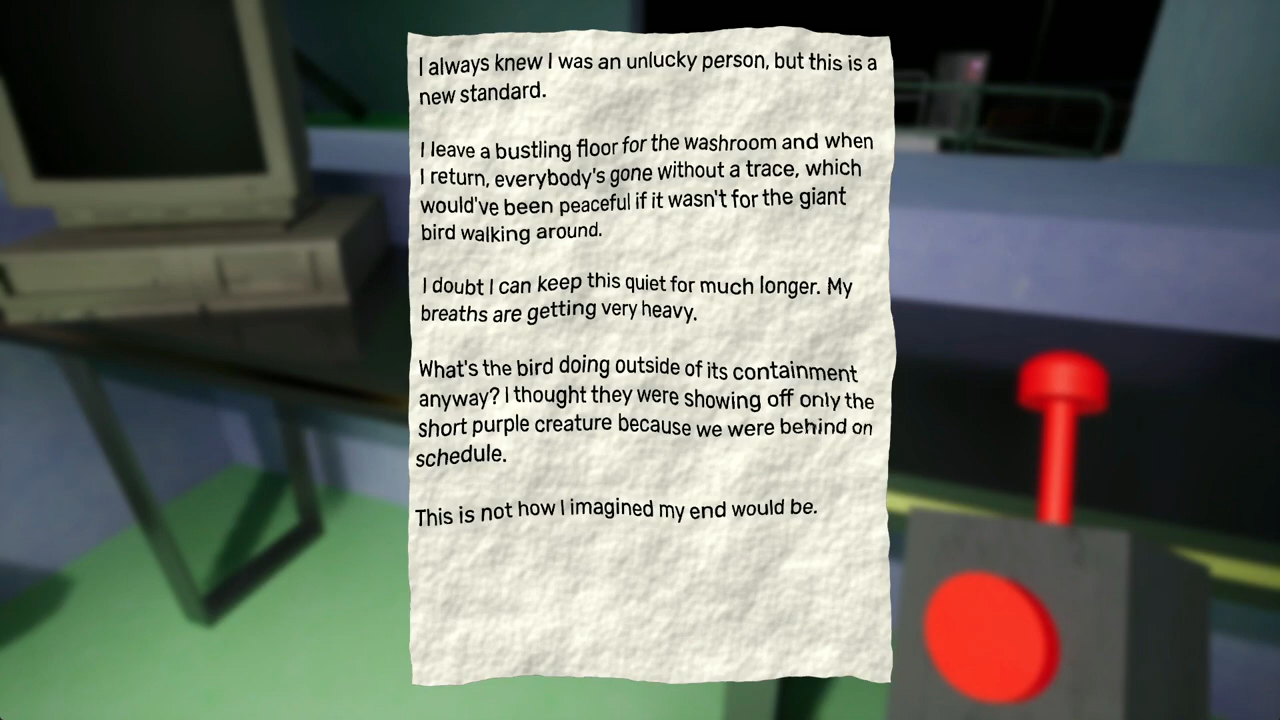 I always knew I was an unlucky person, but this is a
new standard.
I leave a bustling floor for the washroom and when
I return, everybody's gone without a trace, which
would've been peaceful if it wasn't for the giant
bird walking around.
I doubt I can keep this quiet for much longer. My
breaths are getting very heavy.
What's the bird doing outside of its containment
anyway? I thought they were showing off only the
short purple creature because we were behind on
schedule.
This is not how I imagined my end would be.